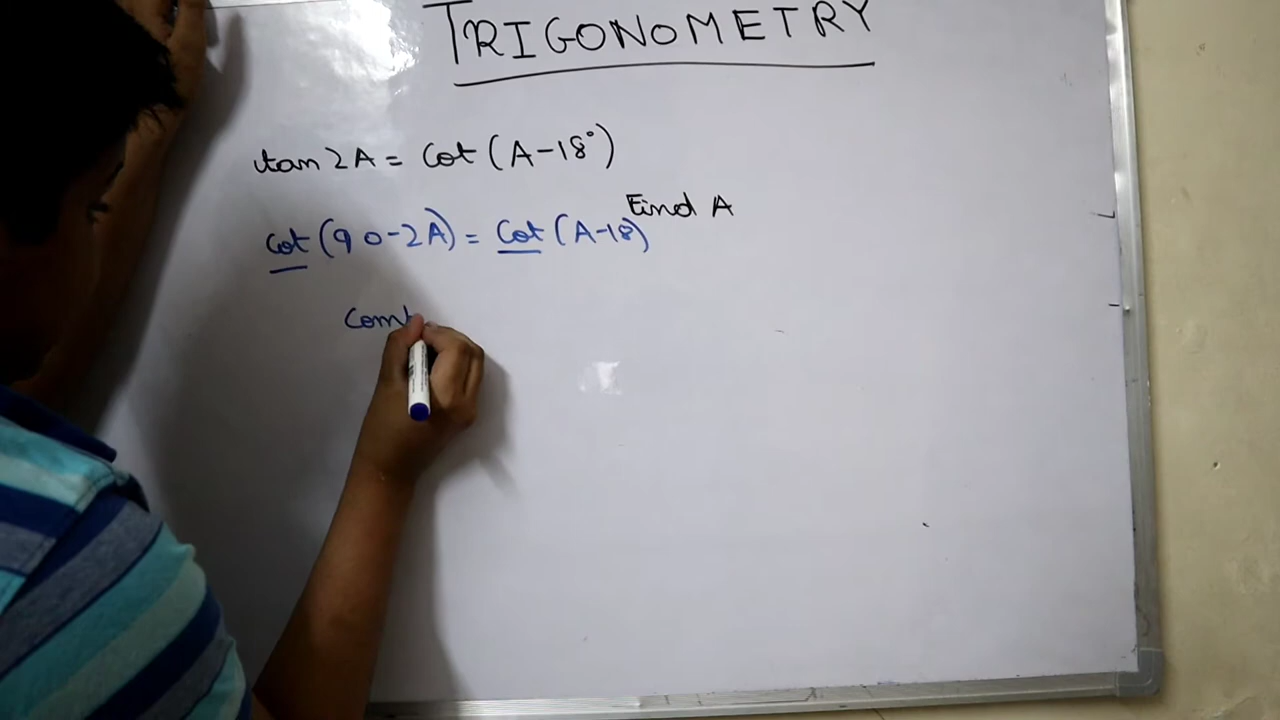 TRIGONOMETRY
tan 2A = Cot (A-18°)
Find A
Cot (90-2A) = Cot (A-18)